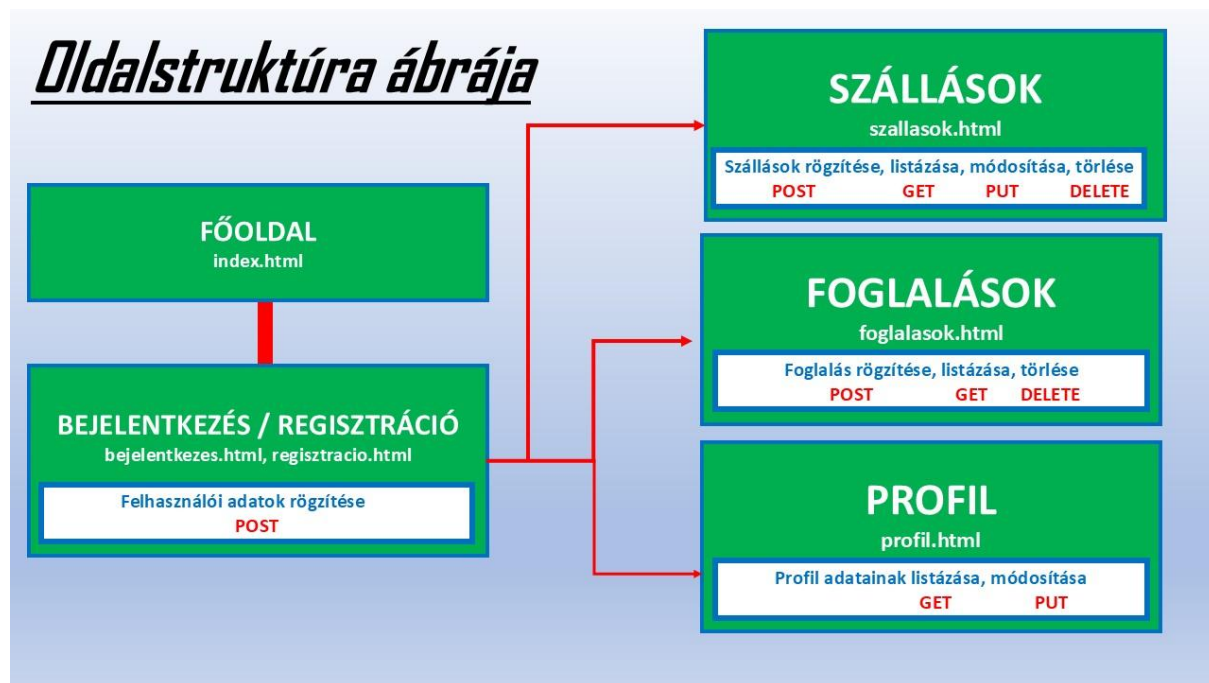 Oldalstruktúra ábrája
FŐOLDAL
index.html
BEJELENTKEZÉS / REGISZTRÁCIÓ
bejelentkezes.html, regisztracio.html
Felhasználói adatok rögzítése
POST
SZÁLLÁSOK
szallasok.html
Szállások rögzítése, listázása, módosítása, törlése
POST GET PUT DELETE
FOGLALÁSOK
foglalasok.html
Foglalás rögzítése, listázása, törlése
POST GET DELETE
PROFIL
profil.html
Profil adatainak listázása, módosítása
GET PUT